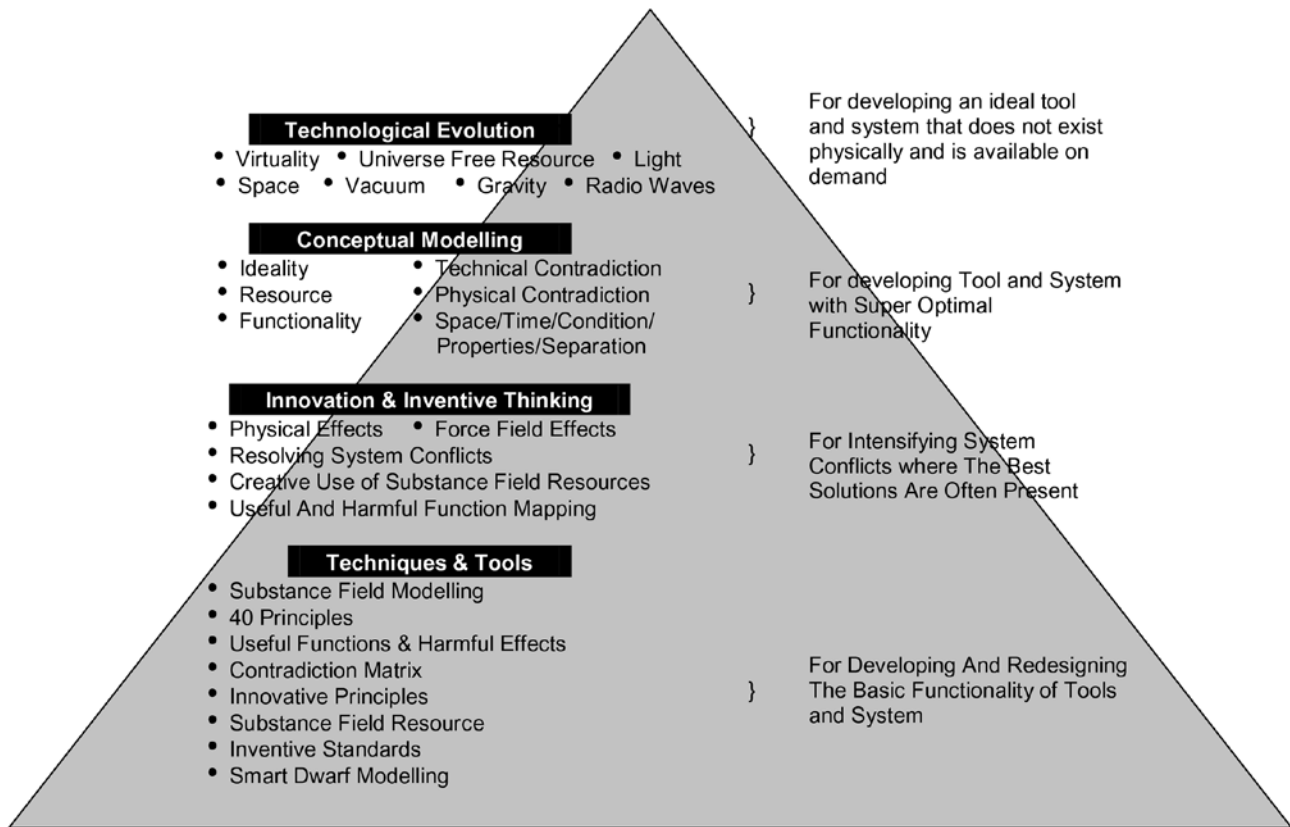 Technological Evolution
• Virtuality • Universe Free Resource • Light
• Space • Vacuum • Gravity • Radio Waves
}
For developing an ideal tool
and system that does not exist
physically and is available on
demand
Conceptual Modelling
• Ideality • Technical Contradiction
• Resource • Physical Contradiction
• Functionality • Space/Time/Condition/
Properties/Separation
}
For developing Tool and System
with Super Optimal
Functionality
Innovation & Inventive Thinking
• Physical Effects • Force Field Effects
• Resolving System Conflicts
• Creative Use of Substance Field Resources
• Useful And Harmful Function Mapping
}
For Intensifying System
Conflicts where The Best
Solutions Are Often Present
Techniques & Tools
• Substance Field Modelling
• 40 Principles
• Useful Functions & Harmful Effects
• Contradiction Matrix
• Innovative Principles
• Substance Field Resource
• Inventive Standards
• Smart Dwarf Modelling
}
For Developing And Redesigning
The Basic Functionality of Tools
and System